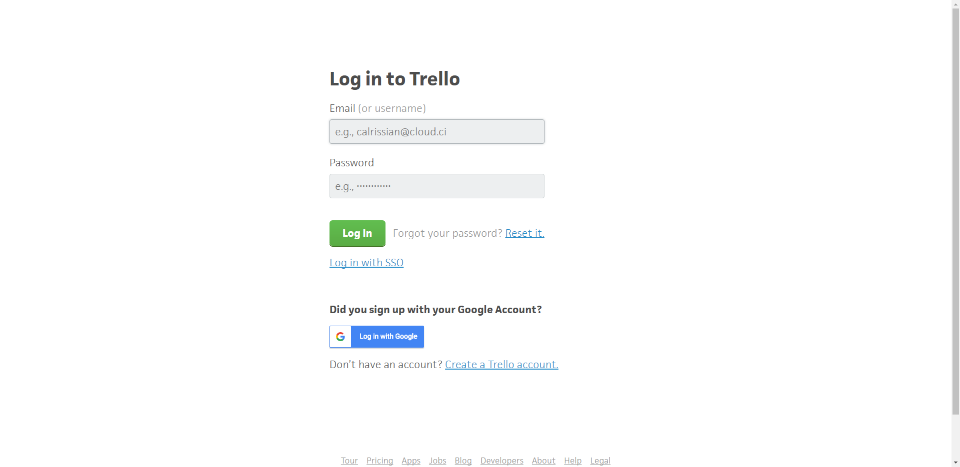 Log in to Trello
Email (or username)
e.g., calrissian@cloud.ci
Password
e.g., ••••••••••••
Log In Forgot your password? Reset it.
Log in with SSO
Did you sign up with your Google Account?
G Log in with Google
Don't have an account? Create a Trello account.
Tour Pricing Apps Jobs Blog Developers About Help Legal